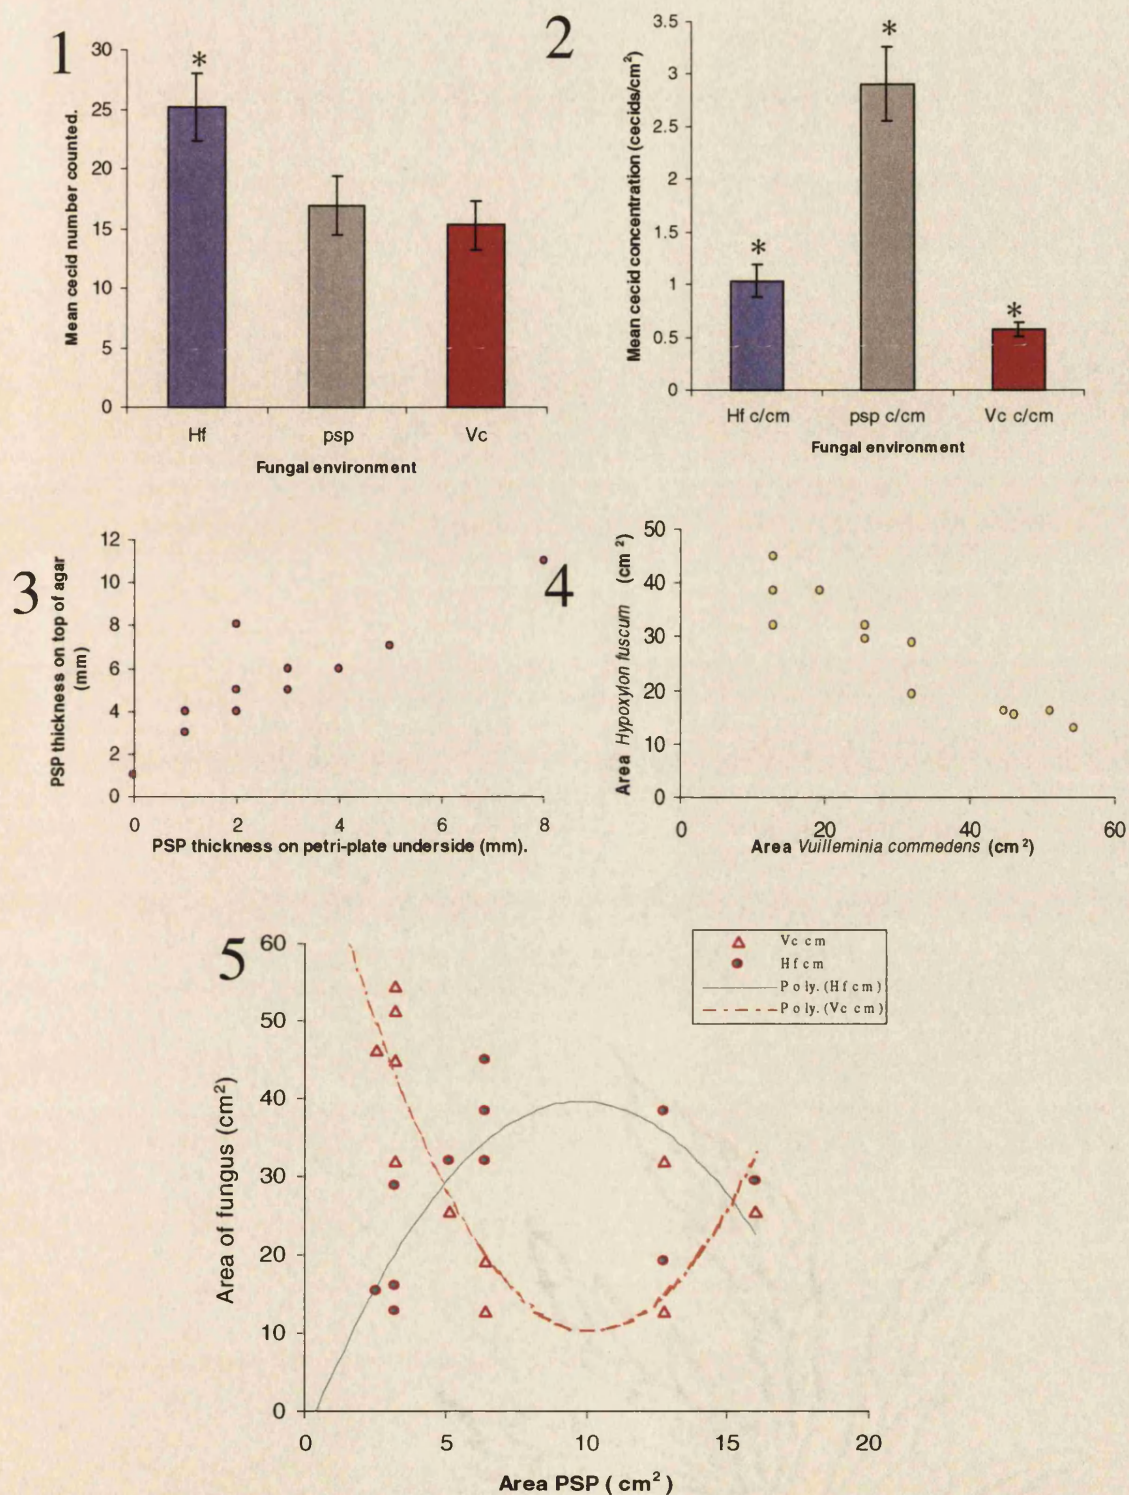 1
30
25
20
15
10
5
0
Mean cecid number counted.
*
Hf
psp
Vc
Fungal environment
2
3.5
3
2.5
2
1.5
1
0.5
0
Mean cecid concentration (cecids/cm²)
*
*
*
Hf c/cm
psp c/cm
Vc c/cm
Fungal environment
3
12
10
8
6
4
2
0
PSP thickness on top of agar
(mm)
0 2 4 6 8
PSP thickness on petri-plate underside (mm).
4
50
40
30
20
10
0
Area Hypoxylon fuscum (cm²)
0 20 40 60
Area Vuilleminia commedens (cm²)
5
60
50
40
30
20
10
0
Area of fungus (cm²)
Vc cm
Hf cm
Poly. (Hf cm)
Poly. (Vc cm)
0 5 10 15 20
Area PSP ( cm²)